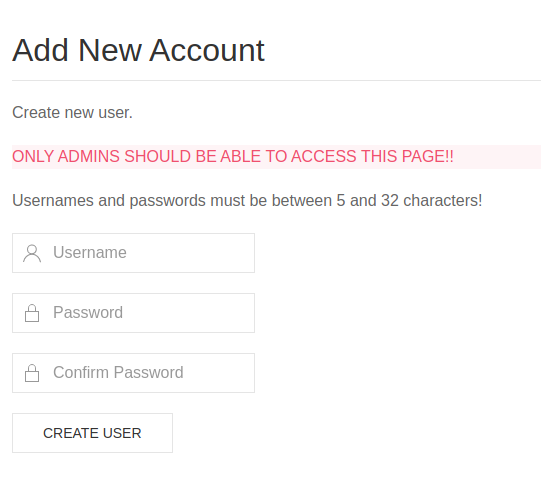 Add New Account
Create new user.
ONLY ADMINS SHOULD BE ABLE TO ACCESS THIS PAGE!!
Usernames and passwords must be between 5 and 32 characters!
Username
Password
Confirm Password
CREATE USER